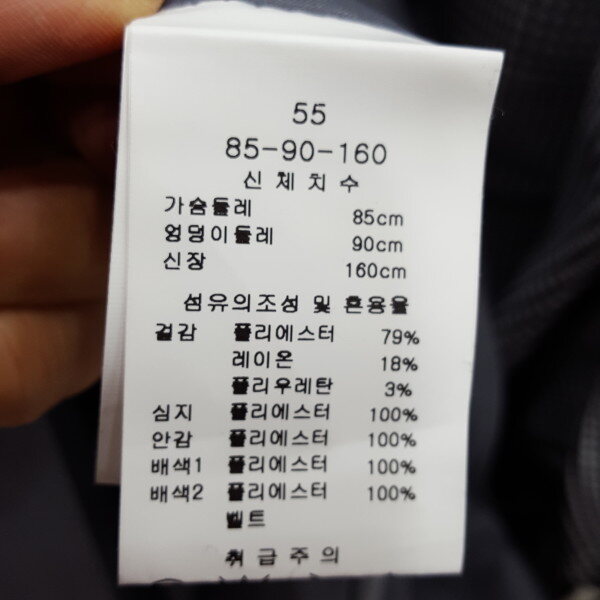 55
85-90-160
신체치수
가슴둘레 85cm
엉덩이둘레 90cm
신장 160cm
섬유의조성 및 혼용율
겉감 폴리에스터 79%
레이온 18%
폴리우레탄 3%
심지 폴리에스터 100%
안감 폴리에스터 100%
배색1 폴리에스터 100%
배색2 폴리에스터 100%
벨트
취급주의